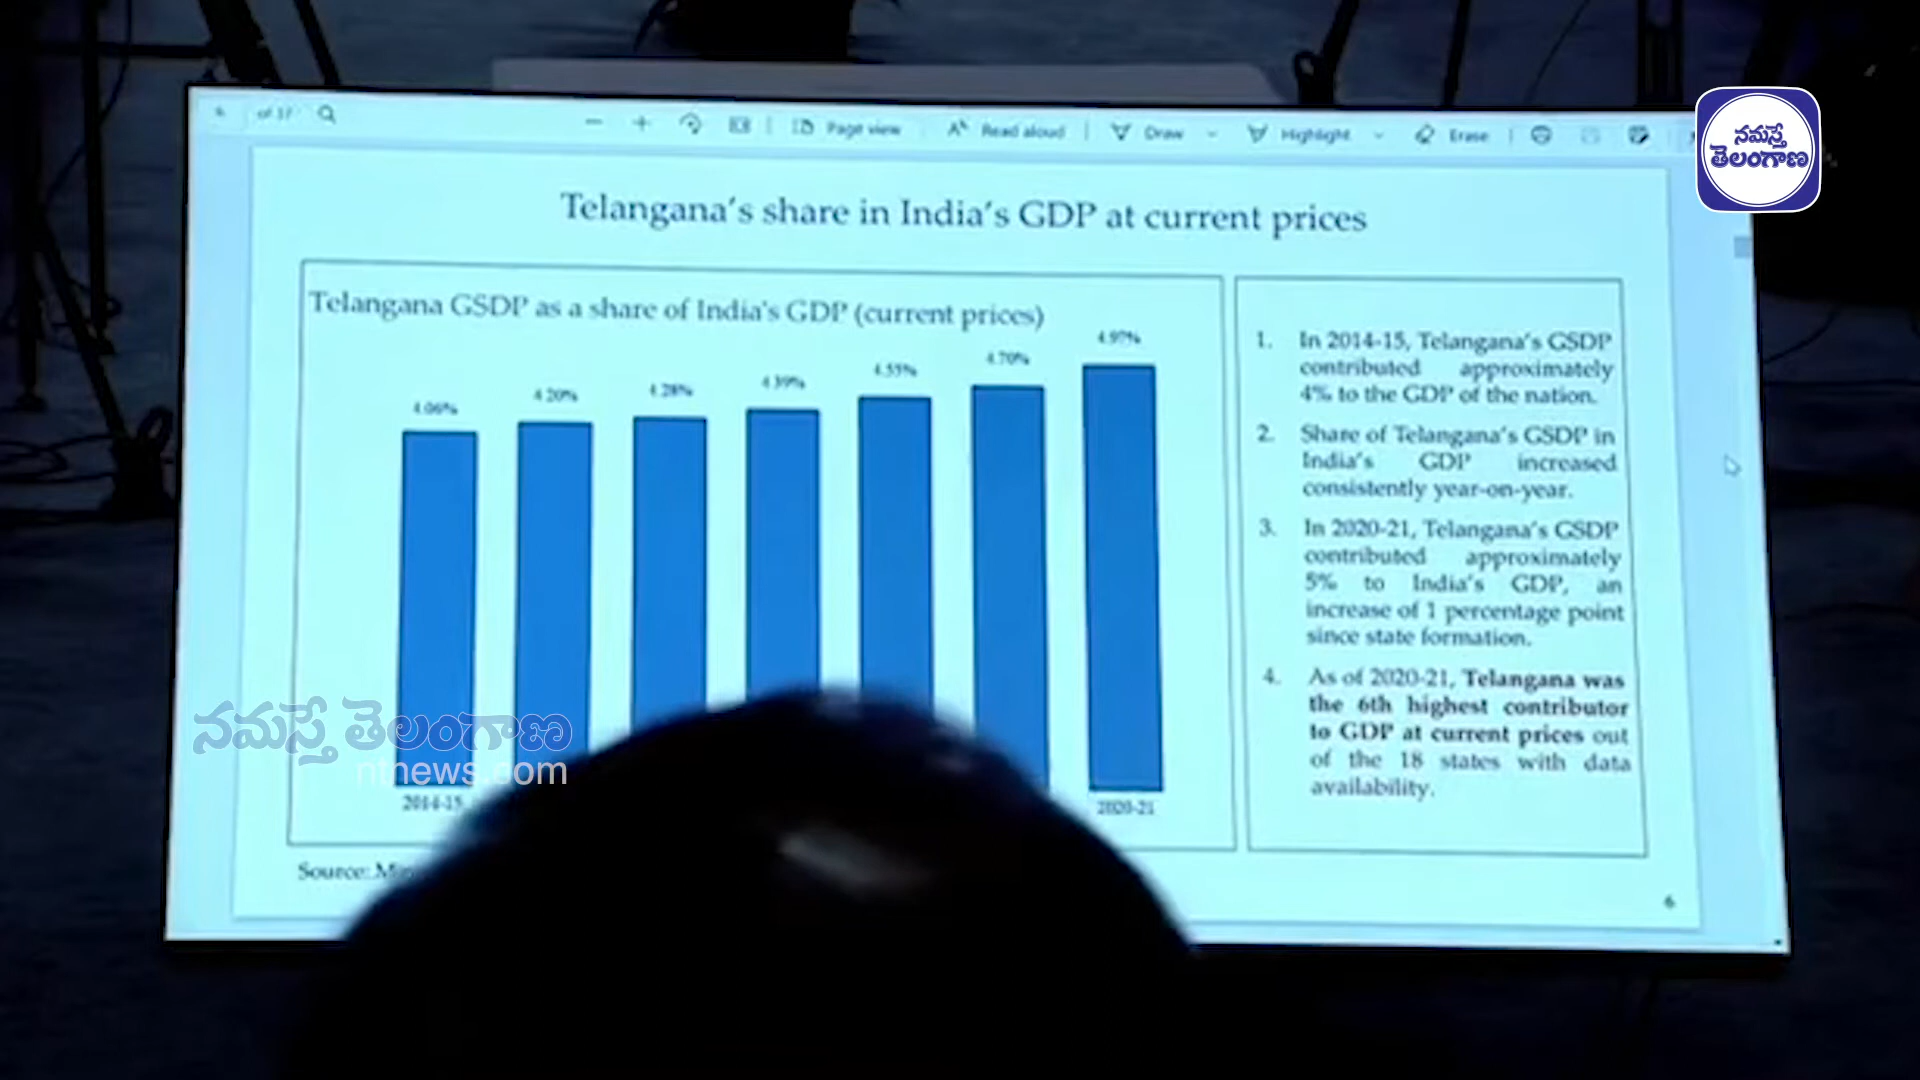 6 of 37
Page view
Read aloud
Draw
Highlight
Erase
నమస్తే
తెలంగాణ
Telangana's share in India's GDP at current prices
Telangana GSDP as a share of India's GDP (current prices)
4.06%
4.20%
4.28%
4.39%
4.55%
4.70%
4.97%
2014-15
2020-21
Source:
1. In 2014-15, Telangana's GSDP
contributed approximately
4% to the GDP of the nation.
2. Share of Telangana's GSDP in
India's GDP increased
consistently year-on-year.
3. In 2020-21, Telangana's GSDP
contributed approximately
5% to India's GDP, an
increase of 1 percentage point
since state formation.
4. As of 2020-21, Telangana was
the 6th highest contributor
to GDP at current prices out
of the 18 states with data
availability.
6
నమస్తే తెలంగాణ
ntnews.com